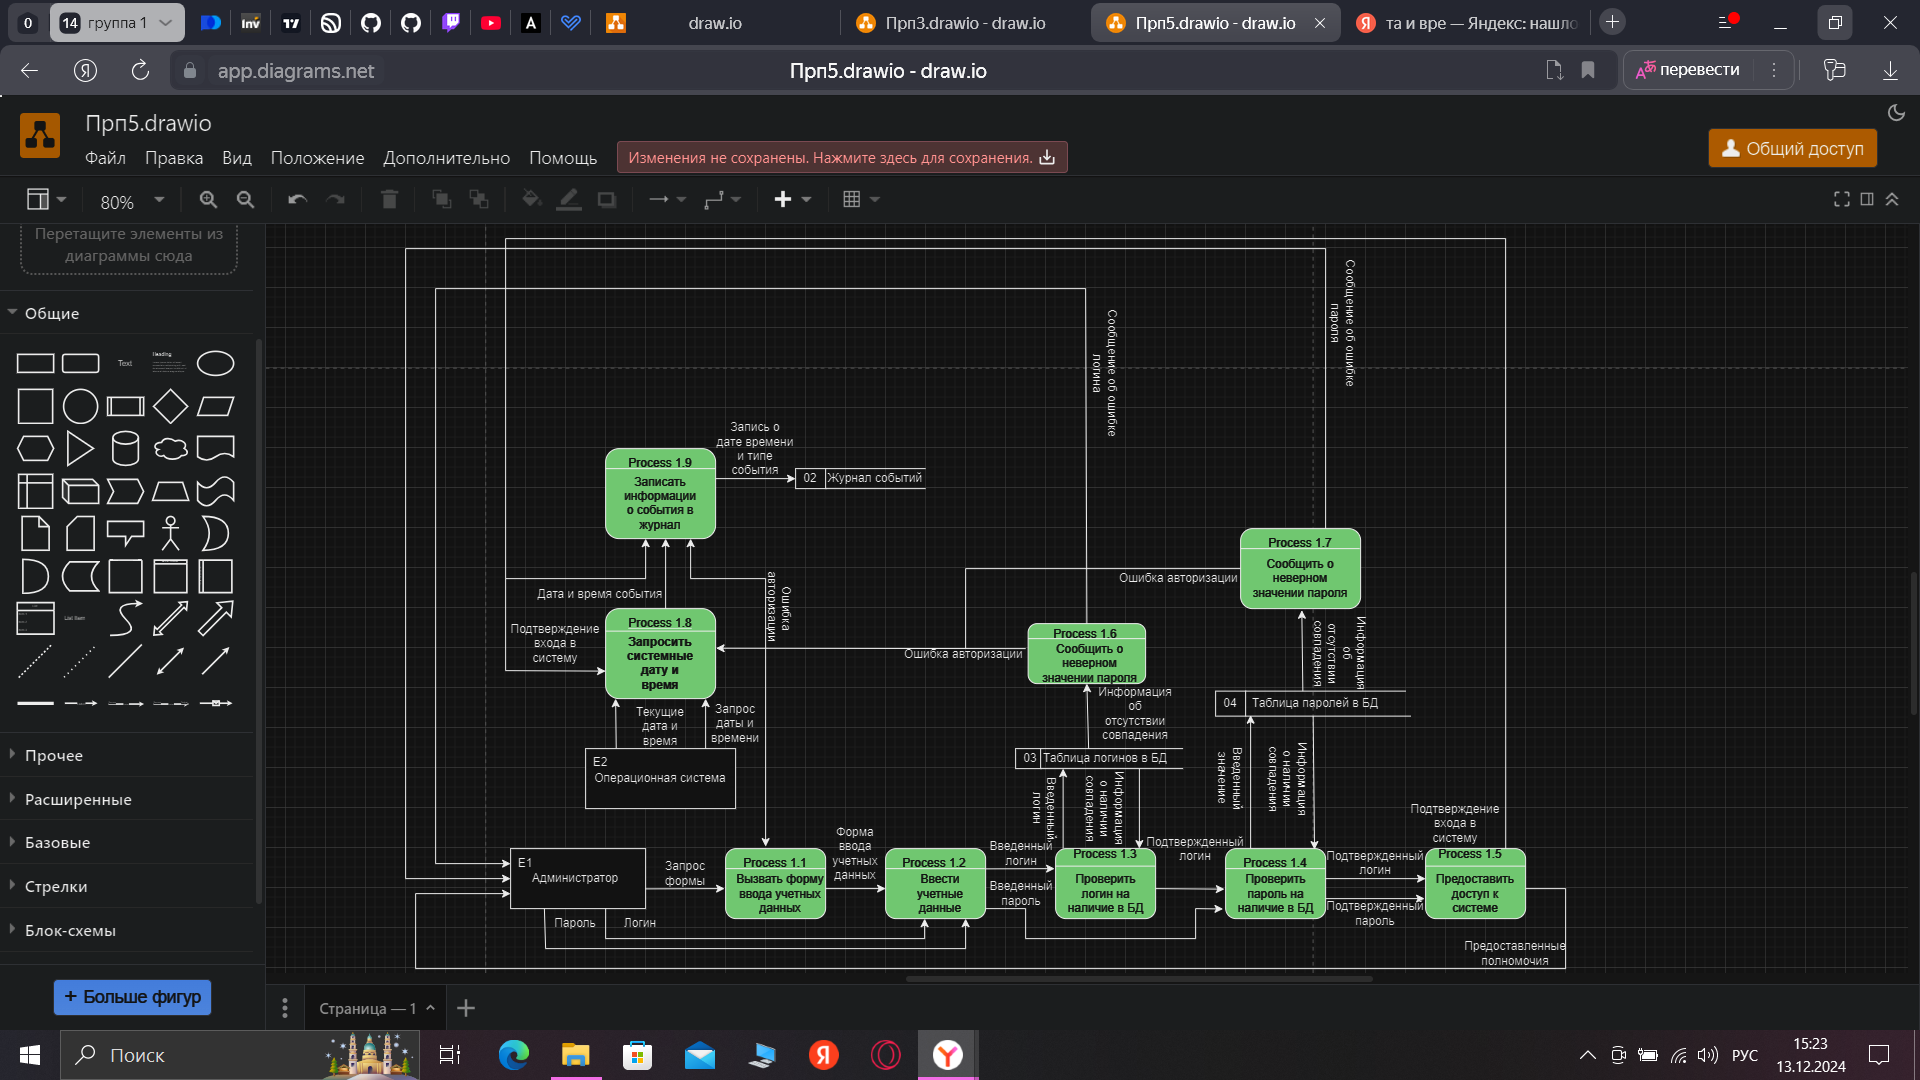 0
14
группа 1
inv
A
draw.io
Прп3.drawio - draw.io
Прп5.drawio - draw.io
та и вре — Яндекс: нашло
app.diagrams.net
Прп5.drawio - draw.io
перевести
Прп5.drawio
Файл
Правка
Вид
Положение
Дополнительно
Помощь
Изменения не сохранены. Нажмите здесь для сохранения.
Общий доступ
80%
Перетащите элементы из
диаграммы сюда
Общие
Text
Heading
List Item
Прочее
Расширенные
Базовые
Стрелки
Блок-схемы
+ Больше фигур
Сообщение об ошибке
пароля
Сообщение об ошибке
логина
Запись о
дате времени
и типе
события
Process 1.9
Записать
информации
о события в
журнал
02
Журнал событий
Process 1.7
Сообщить о
неверном
значении пароля
Ошибка авторизации
Дата и время события
Ошибка
авторизации
Process 1.8
Запросить
системные
дату и
время
Подтверждение
входа в
систему
Process 1.6
Сообщить о
неверном
значении пароля
Ошибка авторизации
Информация
об
отсутствии
совпадения
Информация
об
отсутствии
совпадения
04
Таблица паролей в БД
Текущие
дата и
время
Запрос
даты и
времени
E2
Операционная система
03
Таблица логинов в БД
Введенный
логин
Информация
о наличии
совпадения
Введенный
значение
Информация
о наличии
совпадения
Подтверждение
входа в
систему
E1
Администратор
Запрос
формы
Process 1.1
Вызвать форму
ввода учетных
данных
Форма
ввода
учетных
данных
Process 1.2
Ввести
учетные
данные
Введенный
логин
Введенный
пароль
Process 1.3
Проверить
логин на
наличие в БД
Подтвержденный
логин
Process 1.4
Проверить
пароль на
наличие в БД
Подтвержденный
логин
Подтвержденный
пароль
Process 1.5
Предоставить
доступ к
системе
Пароль
Логин
Предоставленные
полномочия
Страница — 1
Поиск
РУС
15:23
13.12.2024